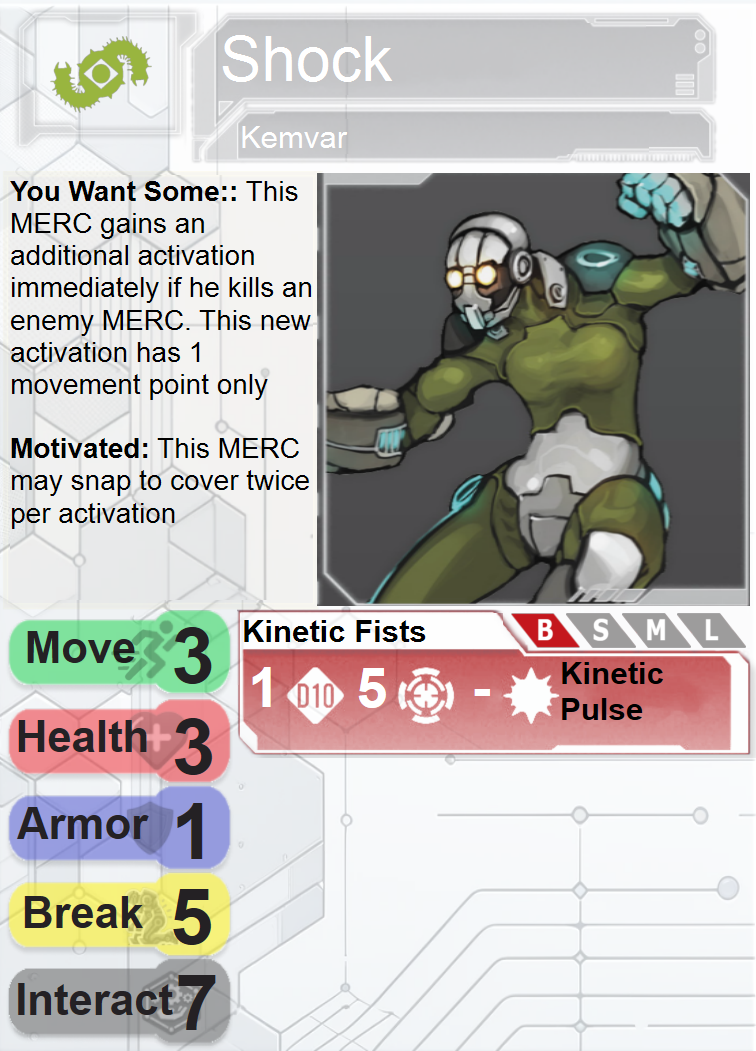 Shock
Kemvar
You Want Some:: This
MERC gains an
additional activation
immediately if he kills an
enemy MERC. This new
activation has 1
movement point only
Motivated: This MERC
may snap to cover twice
per activation
Move 3
Health 3
Armor 1
Break 5
Interact 7
Kinetic Fists B S M L
1 D10 5 - Kinetic
Pulse